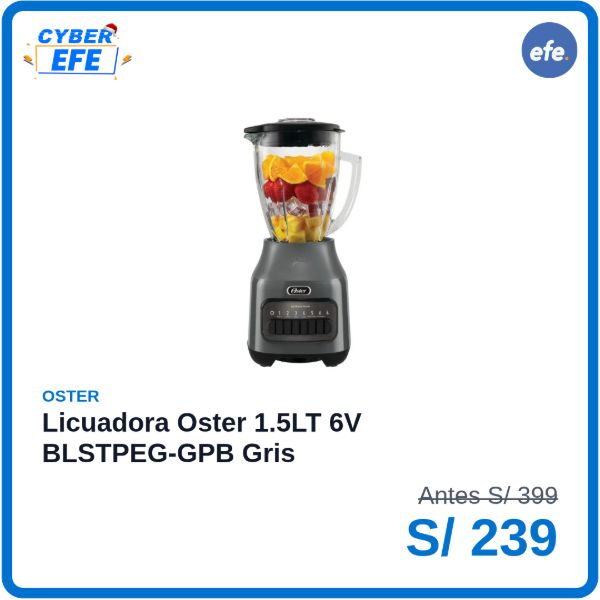 CYBER
EFE
efe.
Oster
OSTER
Licuadora Oster 1.5LT 6V
BLSTPEG-GPB Gris
Antes S/ 399
S/ 239